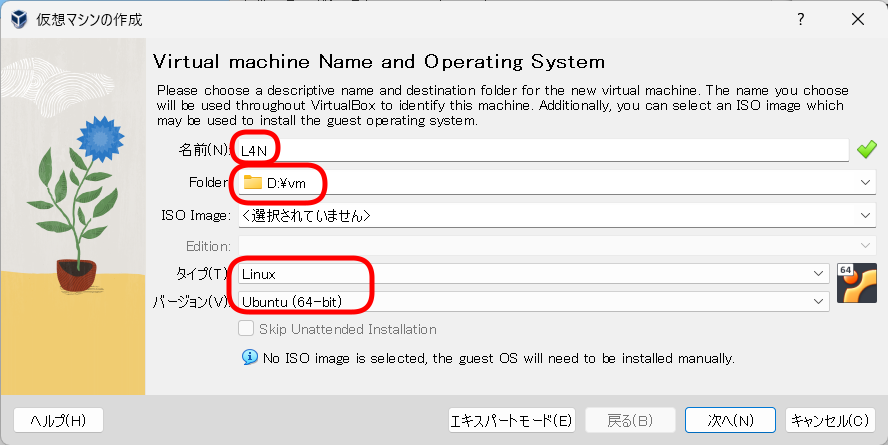 仮想マシンの作成
?
Virtual machine Name and Operating System
Please choose a descriptive name and destination folder for the new virtual machine. The name you choose
will be used throughout VirtualBox to identify this machine. Additionally, you can select an ISO image which
may be used to install the guest operating system.
名前(N): L4N
Folder: D:¥vm
ISO Image: <選択されていません>
Edition:
タイプ(T): Linux
64
バージョン(V): Ubuntu (64-bit)
Skip Unattended Installation
No ISO image is selected, the guest OS will need to be installed manually.
ヘルプ(H) エキスパートモード(E) 戻る(B) 次へ(N) キャンセル(C)